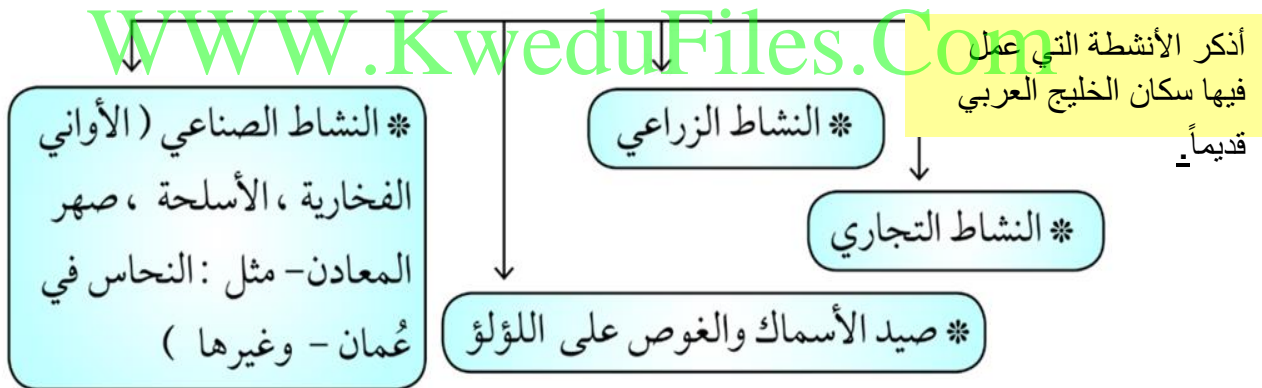 WWW.KweduFiles.Com
أذكر الأنشطة التي عمل
فيها سكان الخليج العربي
قديماً.
* النشاط التجاري
* النشاط الزراعي
* صيد الأسماك والغوص على اللؤلؤ
* النشاط الصناعي ( الأواني
الفخارية ، الأسلحة ، صهر
المعادن – مثل : النحاس في
عُمان – وغيرها )